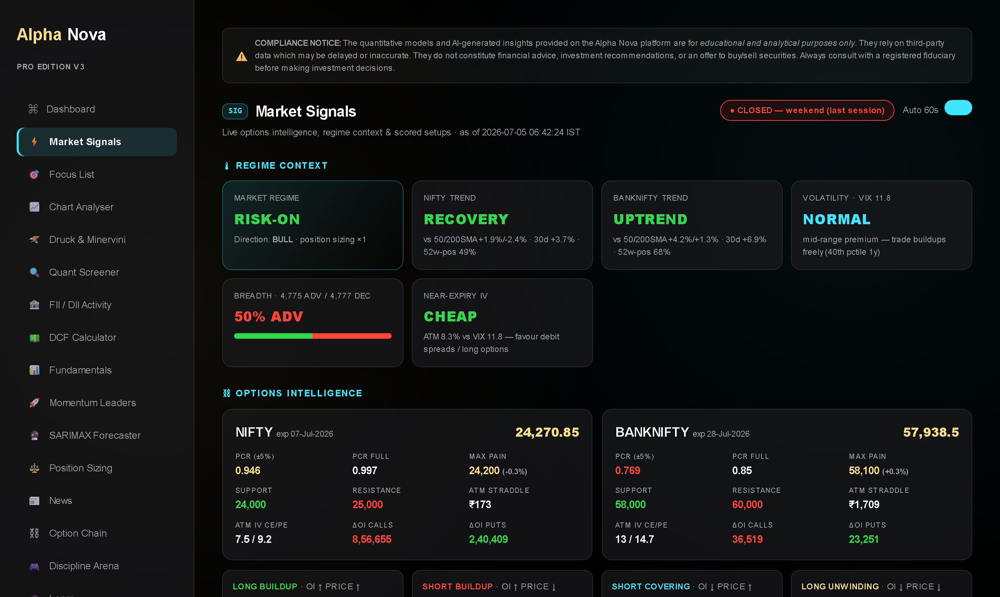 Alpha Nova
PRO EDITION V3
Dashboard
Market Signals
Focus List
Chart Analyser
Druck & Minervini
Quant Screener
FII / DII Activity
DCF Calculator
Fundamentals
Momentum Leaders
SARIMAX Forecaster
Position Sizing
News
Option Chain
Discipline Arena
COMPLIANCE NOTICE: The quantitative models and AI-generated insights provided on the Alpha Nova platform are for educational and analytical purposes only. They rely on third-party
data which may be delayed or inaccurate. They do not constitute financial advice, investment recommendations, or an offer to buy/sell securities. Always consult with a registered fiduciary
before making investment decisions.
SIG Market Signals
● CLOSED — weekend (last session) Auto 60s
Live options intelligence, regime context & scored setups · as of 2026-07-05 06:42:24 IST
REGIME CONTEXT
MARKET REGIME
RISK-ON
Direction: BULL · position sizing ×1
NIFTY TREND
RECOVERY
vs 50/200SMA +1.9%/-2.4% · 30d +3.7% ·
52w-pos 49%
BANKNIFTY TREND
UPTREND
vs 50/200SMA +4.2%/+1.3% · 30d +6.9%
· 52w-pos 68%
VOLATILITY · VIX 11.8
NORMAL
mid-range premium — trade buildups
freely (40th pctile 1y)
BREADTH · 4,775 ADV / 4,777 DEC
50% ADV
NEAR-EXPIRY IV
CHEAP
ATM 8.3% vs VIX 11.8 — favour debit
spreads / long options
OPTIONS INTELLIGENCE
NIFTY exp 07-Jul-2026 24,270.85
PCR (±5%) PCR FULL MAX PAIN
0.946 0.997 24,200 (-0.3%)
SUPPORT RESISTANCE ATM STRADDLE
24,000 25,000 ₹173
ATM IV CE/PE ΔOI CALLS ΔOI PUTS
7.5 / 9.2 8,56,655 2,40,409
BANKNIFTY exp 28-Jul-2026 57,938.5
PCR (±5%) PCR FULL MAX PAIN
0.769 0.85 58,100 (+0.3%)
SUPPORT RESISTANCE ATM STRADDLE
58,000 60,000 ₹1,709
ATM IV CE/PE ΔOI CALLS ΔOI PUTS
13 / 14.7 36,519 23,251
LONG BUILDUP · OI ↑ PRICE ↑
SHORT BUILDUP · OI ↑ PRICE ↓
SHORT COVERING · OI ↓ PRICE ↑
LONG UNWINDING · OI ↓ PRICE ↓